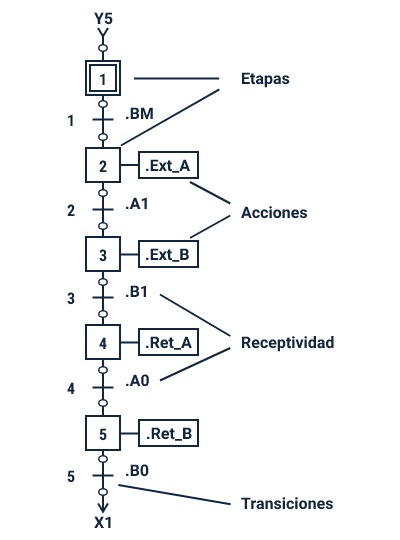 Y5
1
Etapas
1
.BM
2
.Ext_A
2
.A1
Acciones
3
.Ext_B
3
.B1
4
.Ret_A
Receptividad
4
.A0
5
.Ret_B
5
.B0
Transiciones
X1